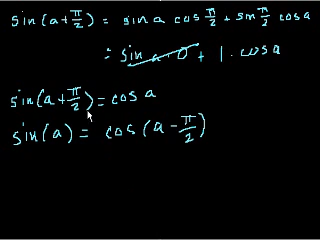 sin(a+π/2) = sin a cos π/2 + sin π/2 cos a
= sin a · 0 + 1 · cos a
sin(a+π/2) = cos a
sin(a) = cos(a - π/2)